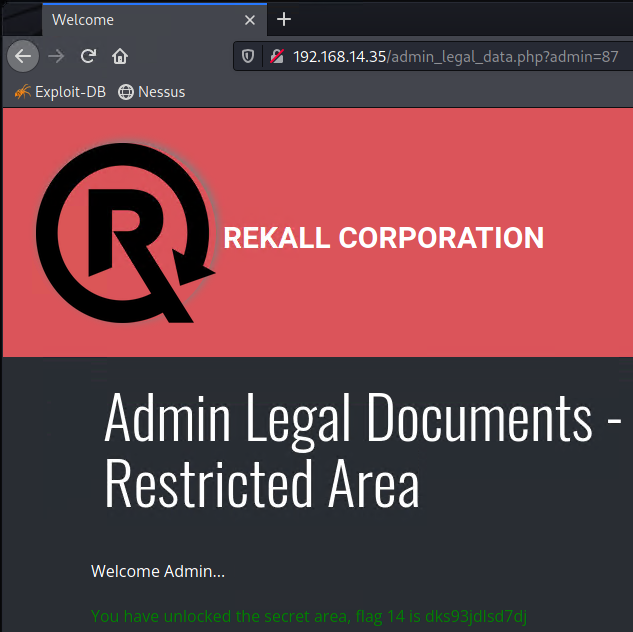 Welcome
192.168.14.35/admin_legal_data.php?admin=87
Exploit-DB Nessus
R REKALL CORPORATION
Admin Legal Documents -
Restricted Area
Welcome Admin...
You have unlocked the secret area, flag 14 is dks93jdlsd7dj